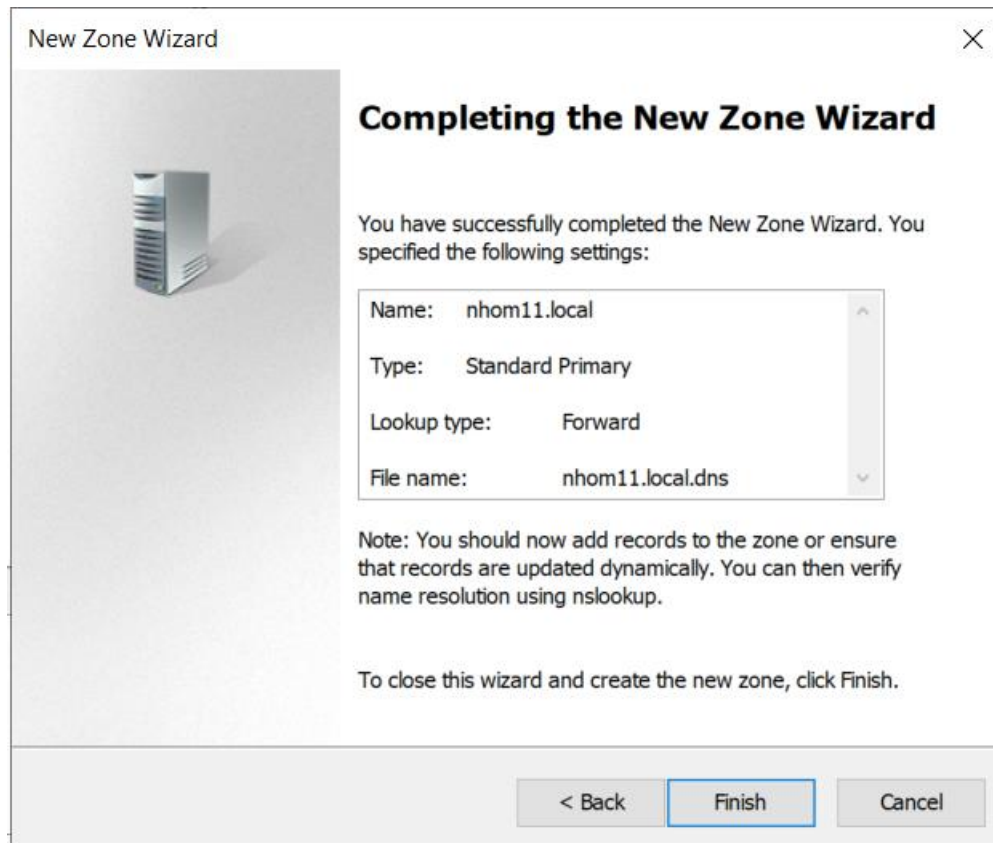 New Zone Wizard
Completing the New Zone Wizard
You have successfully completed the New Zone Wizard. You
specified the following settings:
Name: nhom11.local
Type: Standard Primary
Lookup type: Forward
File name: nhom11.local.dns
Note: You should now add records to the zone or ensure
that records are updated dynamically. You can then verify
name resolution using nslookup.
To close this wizard and create the new zone, click Finish.
< Back Finish Cancel